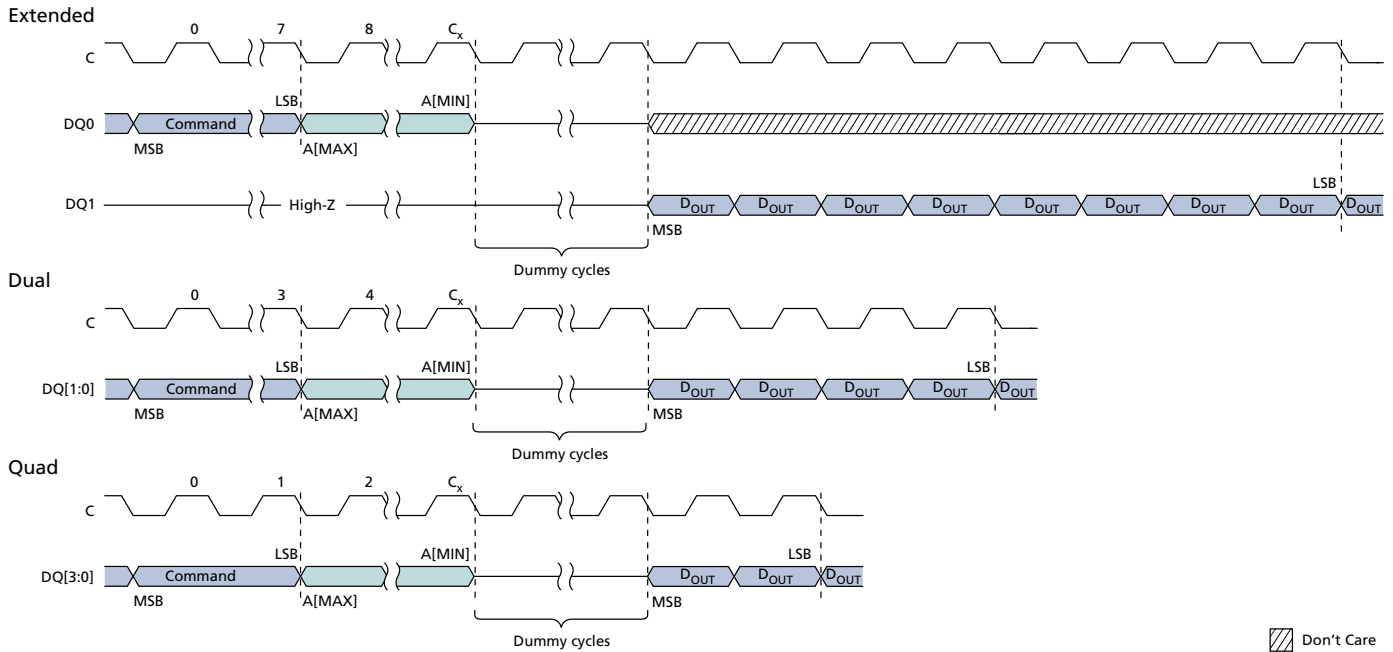 Extended
0 7 8 Cx
C
LSB A[MIN]
DQ0 Command
MSB A[MAX]
LSB
DQ1 High-Z DOUT DOUT DOUT DOUT DOUT DOUT DOUT DOUT DOUT
MSB
Dummy cycles
Dual
0 3 4 Cx
C
LSB A[MIN] LSB
DQ[1:0] Command DOUT DOUT DOUT DOUT DOUT
MSB A[MAX] MSB
Dummy cycles
Quad
0 1 2 Cx
C
LSB A[MIN] LSB
DQ[3:0] Command DOUT DOUT DOUT
MSB A[MAX] MSB
Dummy cycles
Don't Care